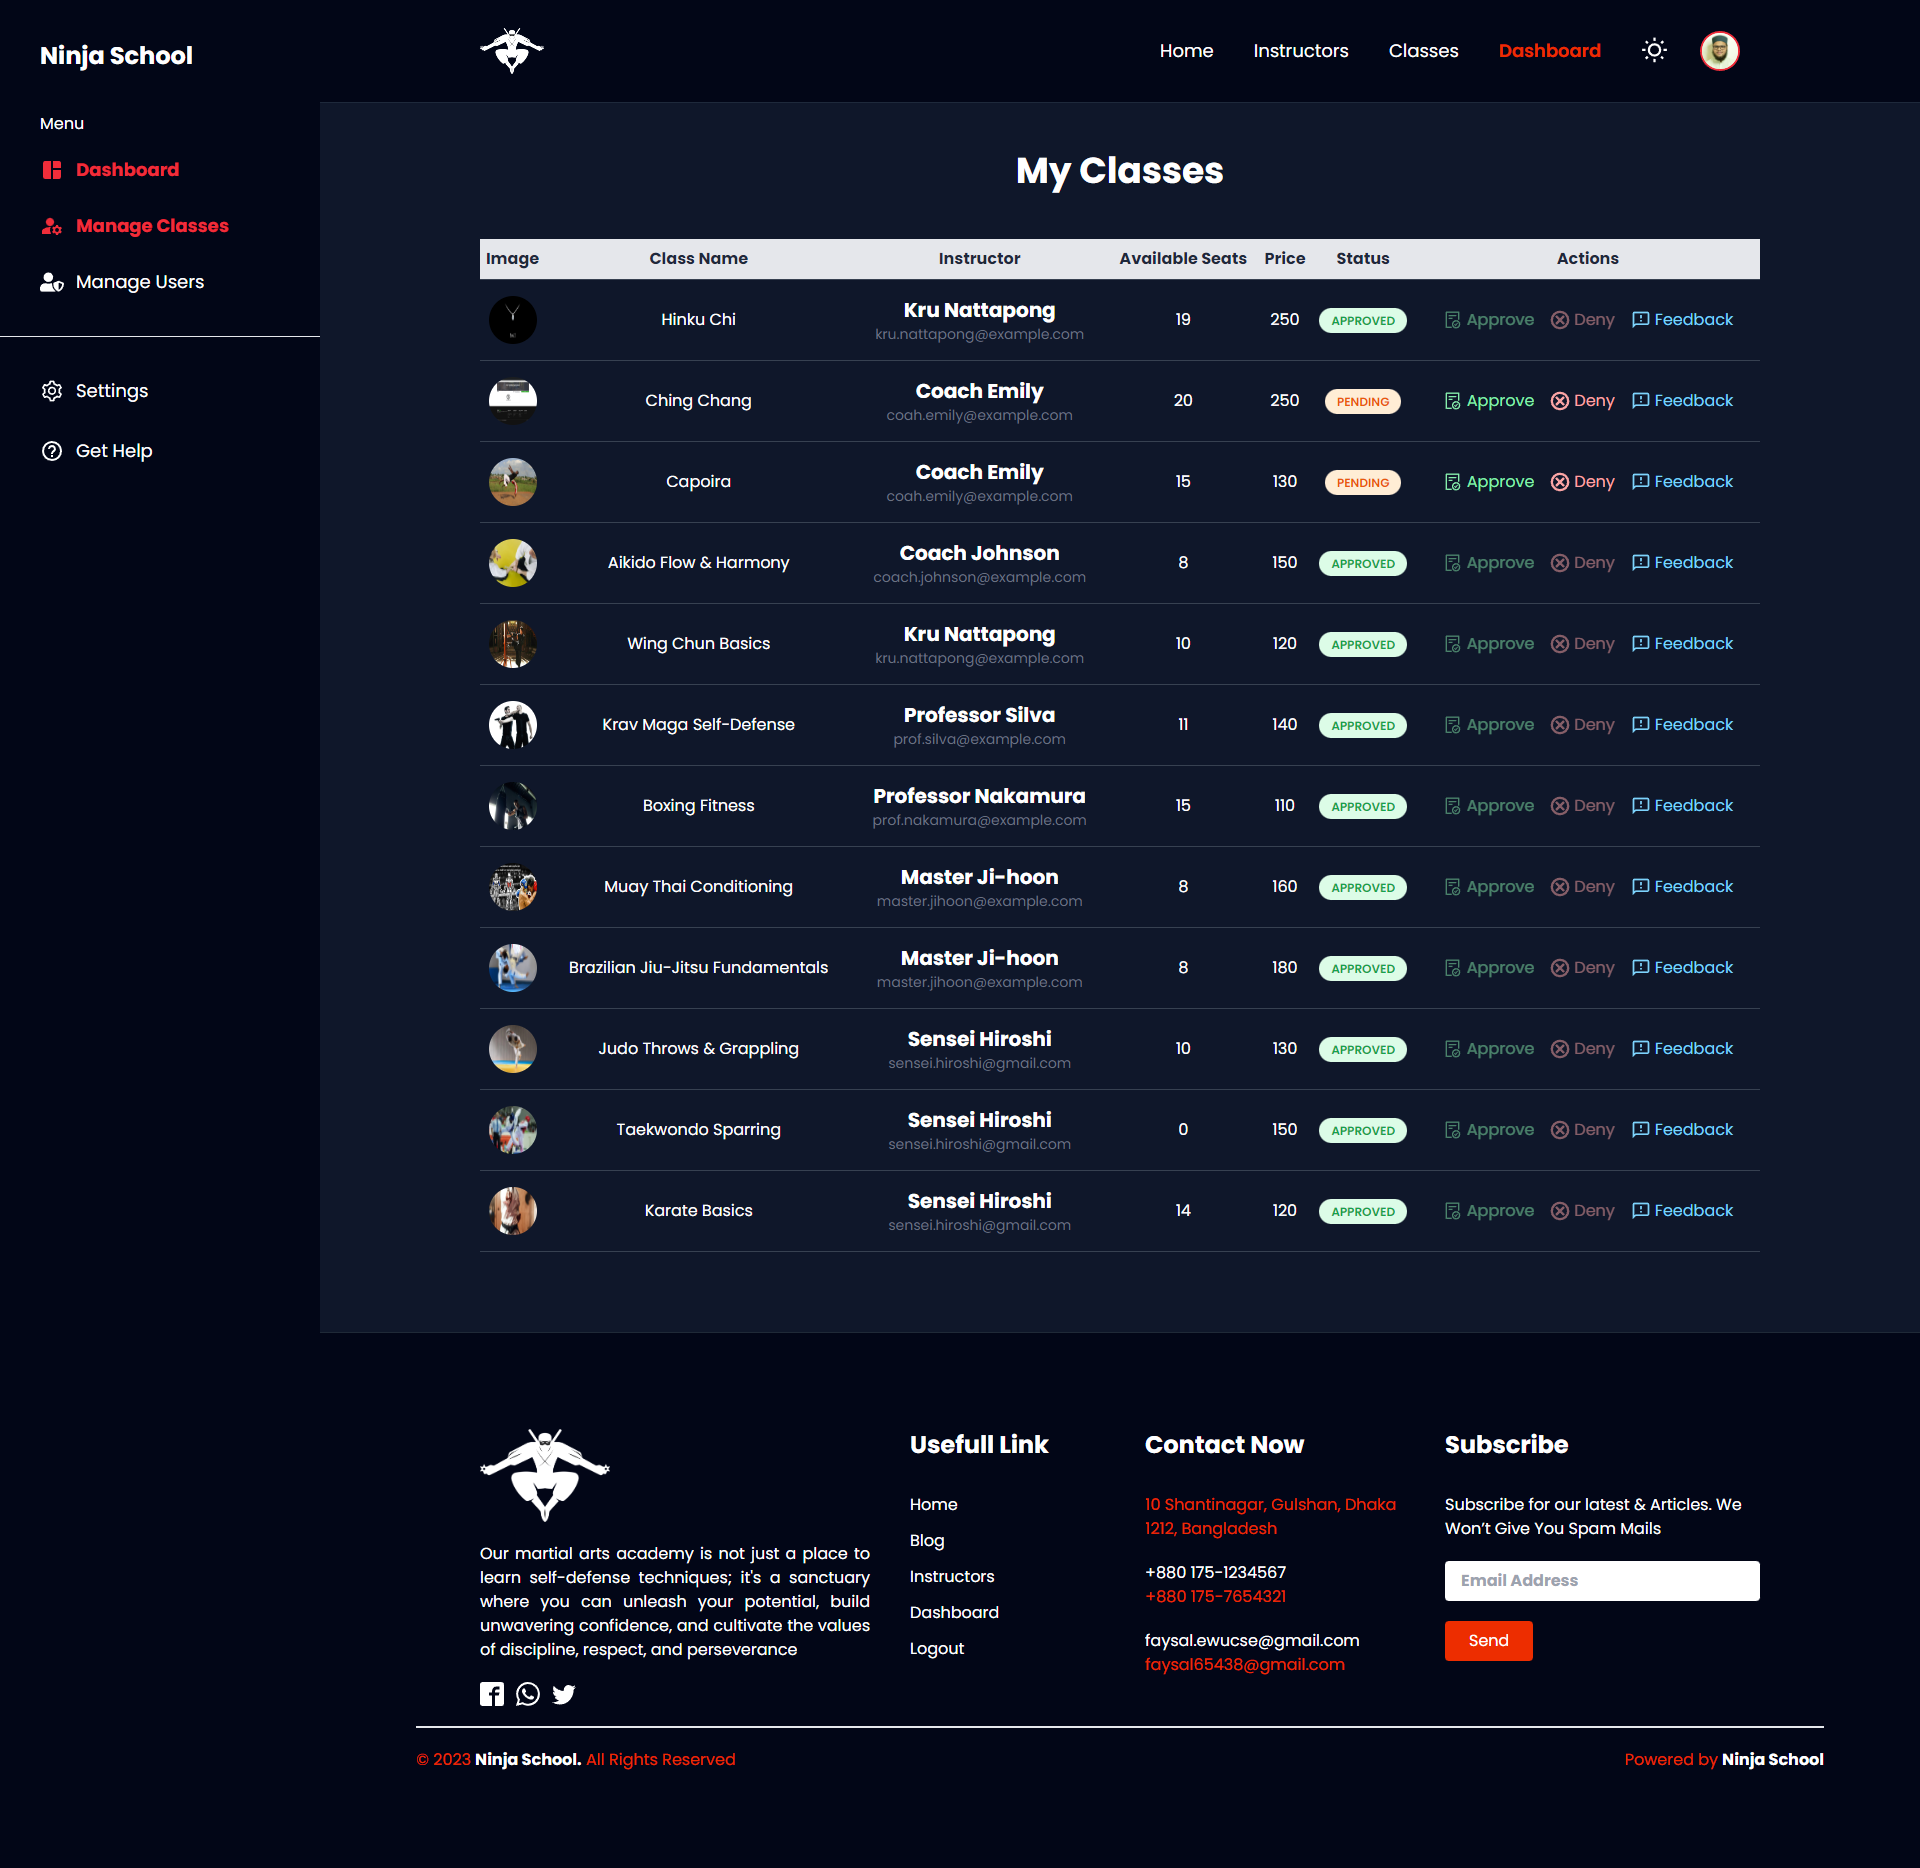 Ninja School
Menu
Dashboard
Manage Classes
Manage Users
Settings
Get Help
Home Instructors Classes Dashboard
My Classes
Image Class Name Instructor Available Seats Price Status Actions
Hinku Chi Kru Nattapong 19 250 APPROVED Approve Deny Feedback
kru.nattapong@example.com
Ching Chang Coach Emily 20 250 PENDING Approve Deny Feedback
coah.emily@example.com
Capoira Coach Emily 15 130 PENDING Approve Deny Feedback
coah.emily@example.com
Aikido Flow & Harmony Coach Johnson 8 150 APPROVED Approve Deny Feedback
coach.johnson@example.com
Wing Chun Basics Kru Nattapong 10 120 APPROVED Approve Deny Feedback
kru.nattapong@example.com
Krav Maga Self-Defense Professor Silva 11 140 APPROVED Approve Deny Feedback
prof.silva@example.com
Boxing Fitness Professor Nakamura 15 110 APPROVED Approve Deny Feedback
prof.nakamura@example.com
Muay Thai Conditioning Master Ji-hoon 8 160 APPROVED Approve Deny Feedback
master.jihoon@example.com
Brazilian Jiu-Jitsu Fundamentals Master Ji-hoon 8 180 APPROVED Approve Deny Feedback
master.jihoon@example.com
Judo Throws & Grappling Sensei Hiroshi 10 130 APPROVED Approve Deny Feedback
sensei.hiroshi@gmail.com
Taekwondo Sparring Sensei Hiroshi 0 150 APPROVED Approve Deny Feedback
sensei.hiroshi@gmail.com
Karate Basics Sensei Hiroshi 14 120 APPROVED Approve Deny Feedback
sensei.hiroshi@gmail.com
Our martial arts academy is not just a place to
learn self-defense techniques; it's a sanctuary
where you can unleash your potential, build
unwavering confidence, and cultivate the values
of discipline, respect, and perseverance
Usefull Link
Home
Blog
Instructors
Dashboard
Logout
Contact Now
10 Shantinagar, Gulshan, Dhaka
1212, Bangladesh
+880 175-1234567
+880 175-7654321
faysal.ewucse@gmail.com
faysal65438@gmail.com
Subscribe
Subscribe for our latest & Articles. We
Won’t Give You Spam Mails
Email Address
Send
© 2023 Ninja School. All Rights Reserved
Powered by Ninja School